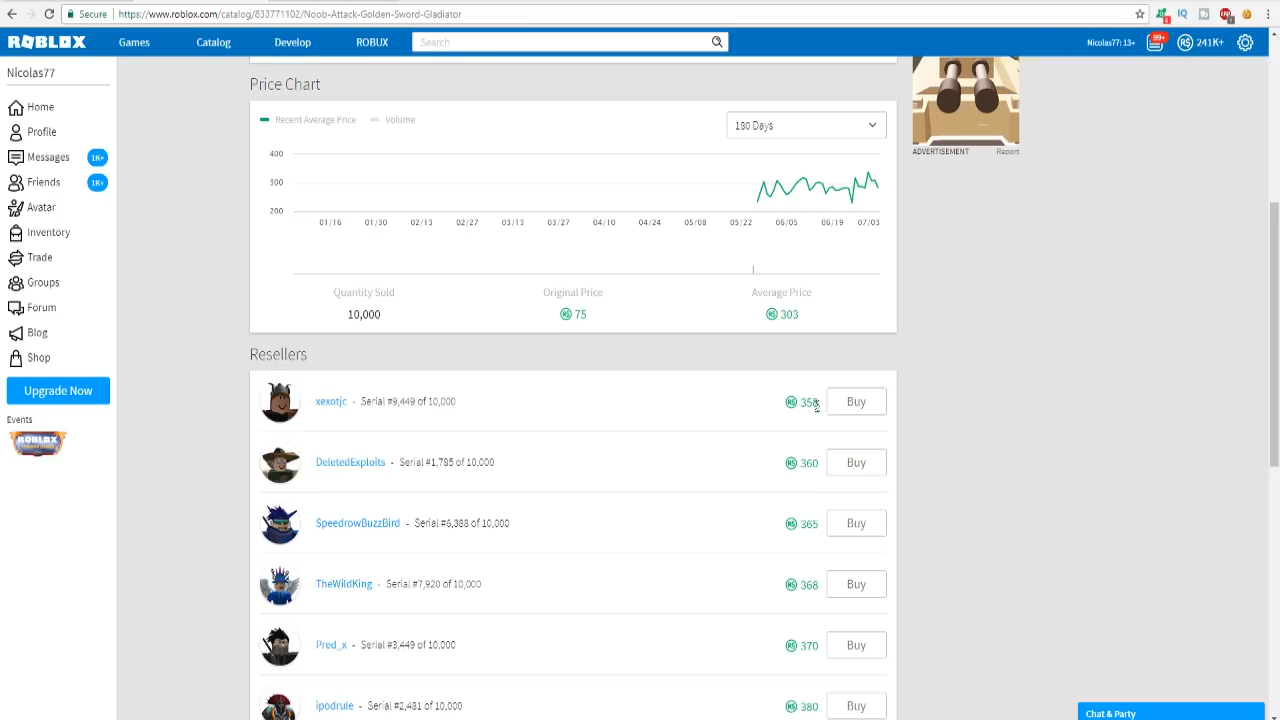 Secure https://www.roblox.com/catalog/833771102/Noob-Attack-Golden-Sword-Gladiator
ROBLOX Games Catalog Develop ROBUX Search Nicolas77: 13+ 99+ R$ 241K+
Nicolas77
Home
Profile
Messages 1K+
Friends 1K+
Avatar
Inventory
Trade
Groups
Forum
Blog
Shop
Upgrade Now
Events
ROBLOX
Price Chart
Recent Average Price Volume
180 Days
400
300
200
01/16 01/30 02/13 02/27 03/13 03/27 04/10 04/24 05/08 05/22 06/05 06/19 07/03
Quantity Sold Original Price Average Price
10,000 R$ 75 R$ 303
ADVERTISEMENT Report
Resellers
xexotjc - Serial #9,449 of 10,000 R$ Buy
DeletedExploits - Serial #1,785 of 10,000 R$ 360 Buy
SpeedrowBuzzBird - Serial #6,388 of 10,000 R$ 365 Buy
TheWildKing - Serial #7,920 of 10,000 R$ 368 Buy
Pred_x - Serial #3,449 of 10,000 R$ 370 Buy
ipodrule - Serial #2,481 of 10,000 R$ 380 Buy
Chat & Party